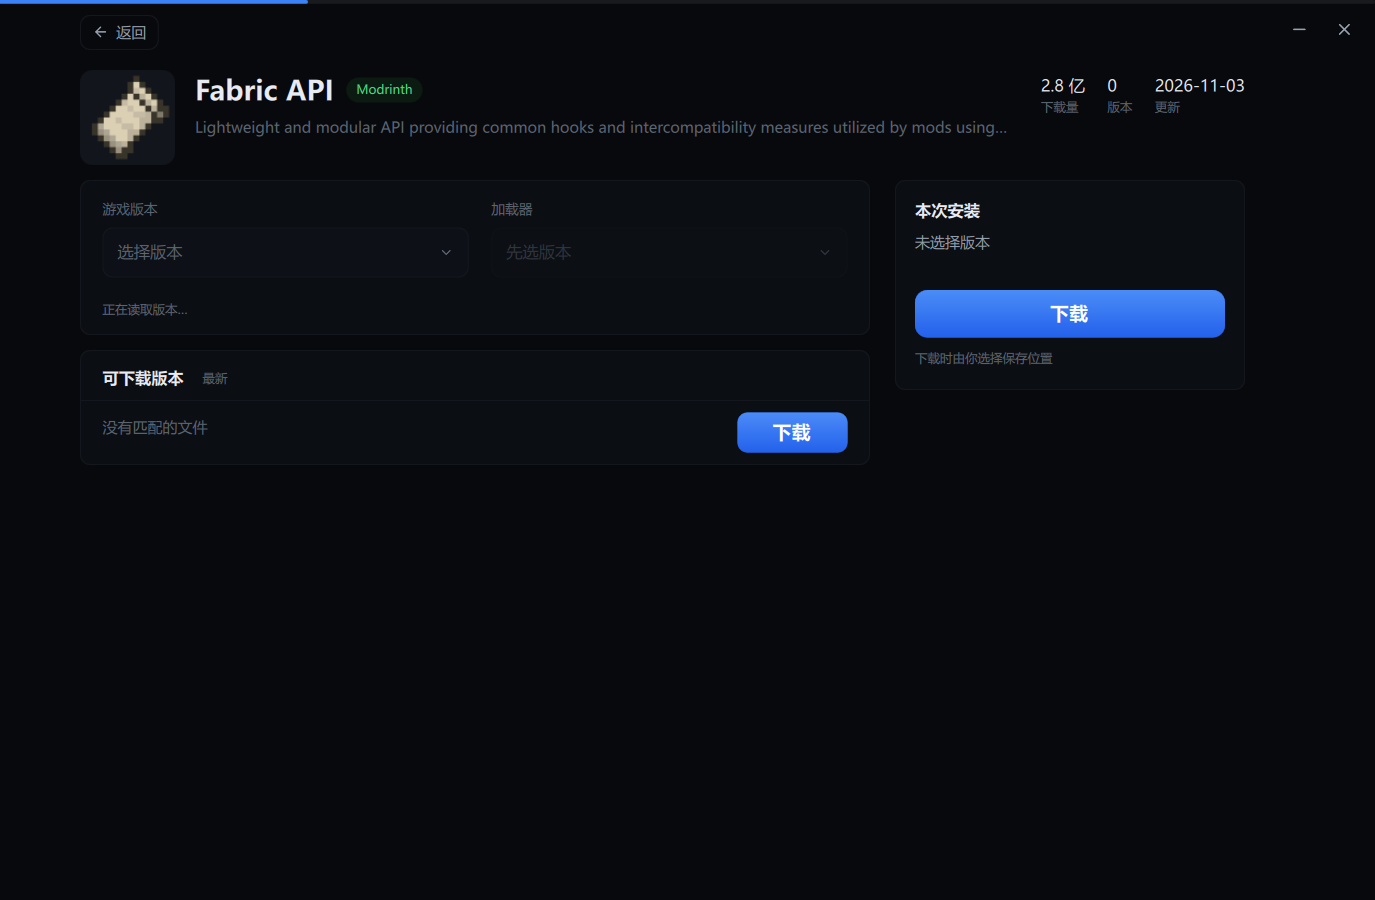 返回
Fabric API Modrinth
Lightweight and modular API providing common hooks and intercompatibility measures utilized by mods using...
2.8 亿 0 2026-11-03
下载量 版本 更新
游戏版本 加载器
选择版本 先选版本
正在读取版本...
本次安装
未选择版本
下载
下载时由你选择保存位置
可下载版本 最新
没有匹配的文件 下载